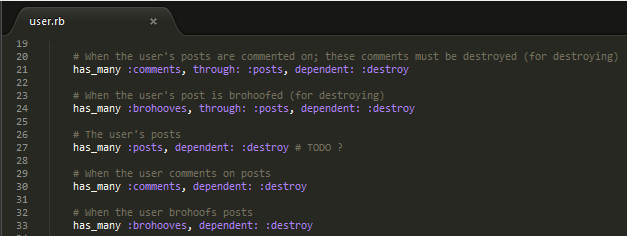 user.rb ×
19
20 # When the user's posts are commented on; these comments must be destroyed (for destroying)
21 has_many :comments, through: :posts, dependent: :destroy
22
23 # When the user's post is brohoofed (for destroying)
24 has_many :brohooves, through: :posts, dependent: :destroy
25
26 # The user's posts
27 has_many :posts, dependent: :destroy # TODO ?
28
29 # When the user comments on posts
30 has_many :comments, dependent: :destroy
31
32 # When the user brohoofs posts
33 has_many :brohooves, dependent: :destroy